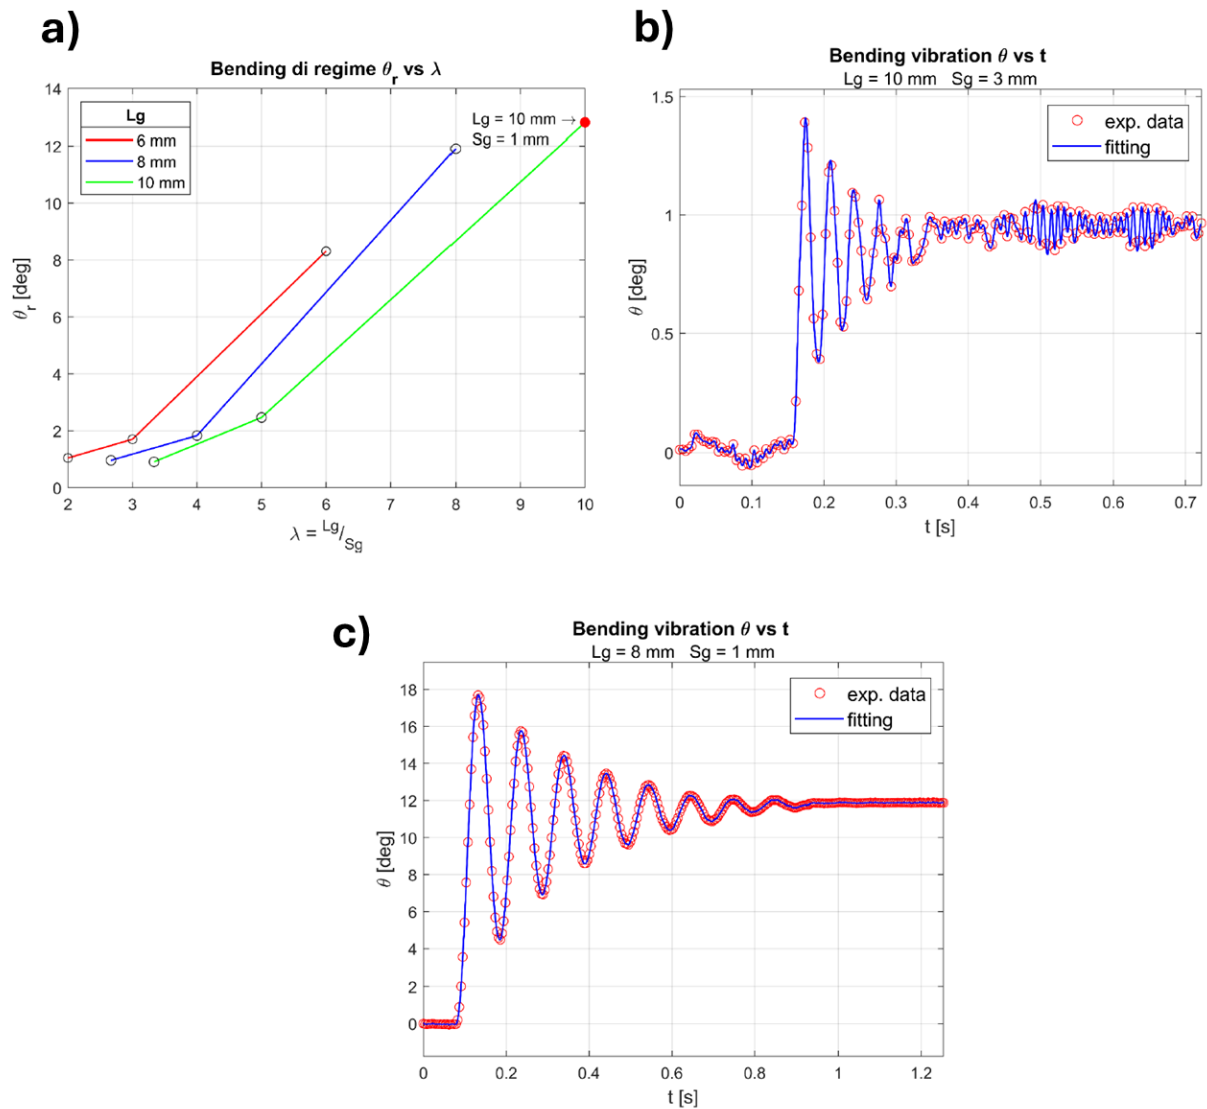 a)
Bending di regime θr vs λ
14
12
10
8
6
4
2
0
θr [deg]
Lg
6 mm
8 mm
10 mm
Lg = 10 mm →
Sg = 1 mm
2 3 4 5 6 7 8 9 10
λ = Lg/Sg
b)
Bending vibration θ vs t
Lg = 10 mm Sg = 3 mm
1.5
1
0.5
0
θ [deg]
exp. data
fitting
0 0.1 0.2 0.3 0.4 0.5 0.6 0.7
t [s]
c)
Bending vibration θ vs t
Lg = 8 mm Sg = 1 mm
18
16
14
12
10
8
6
4
2
0
θ [deg]
exp. data
fitting
0 0.2 0.4 0.6 0.8 1 1.2
t [s]